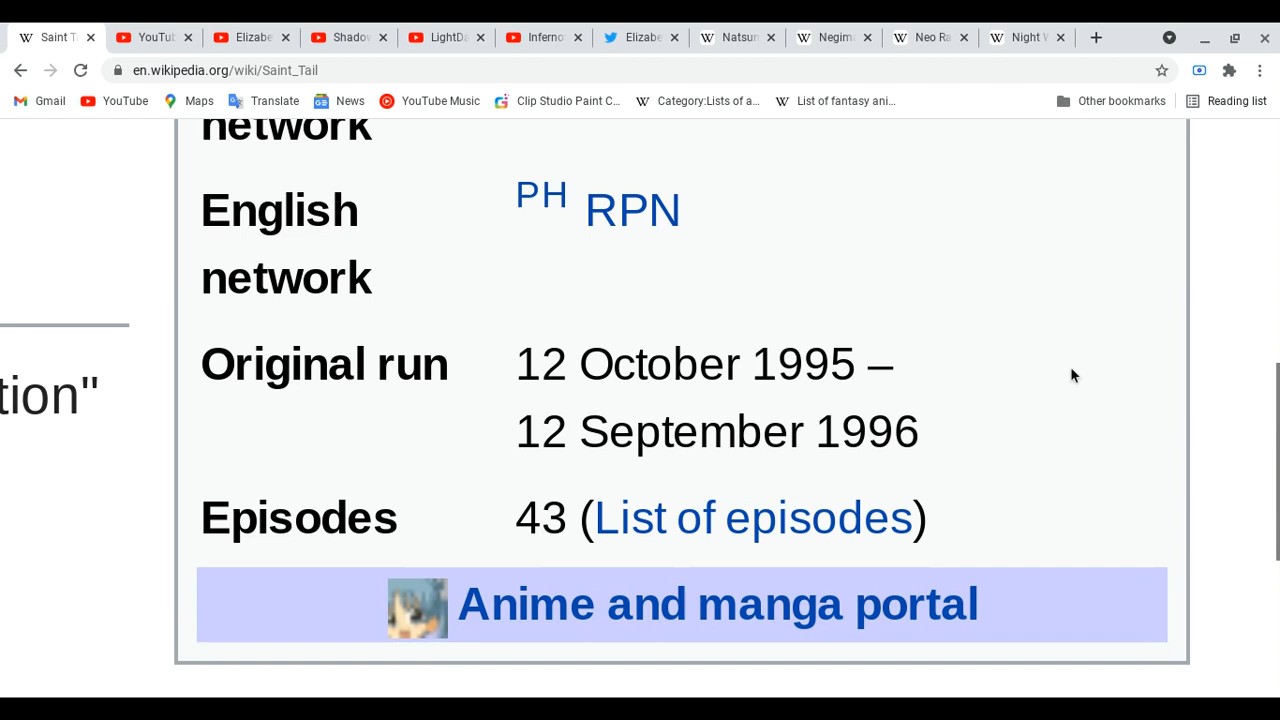 Saint T
YouTu
Elizabe
Shadow
LightDa
Inferno
Elizabe
Natsun
Negima
Neo Ra
Night W
en.wikipedia.org/wiki/Saint_Tail
Gmail YouTube Maps Translate News YouTube Music Clip Studio Paint C... Category:Lists of a... List of fantasy ani... Other bookmarks Reading list
network
English PH RPN
network
Original run 12 October 1995 –
12 September 1996
tion"
Episodes 43 (List of episodes)
Anime and manga portal